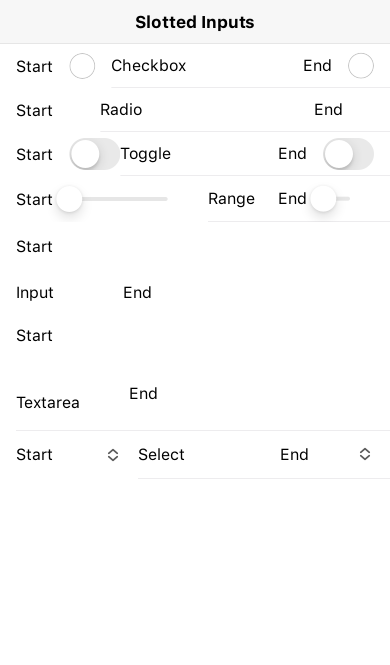 Slotted Inputs
Start Checkbox End
Start Radio End
Start Toggle End
Start Range End
Start
Input End
Start
End
Textarea
Start Select End